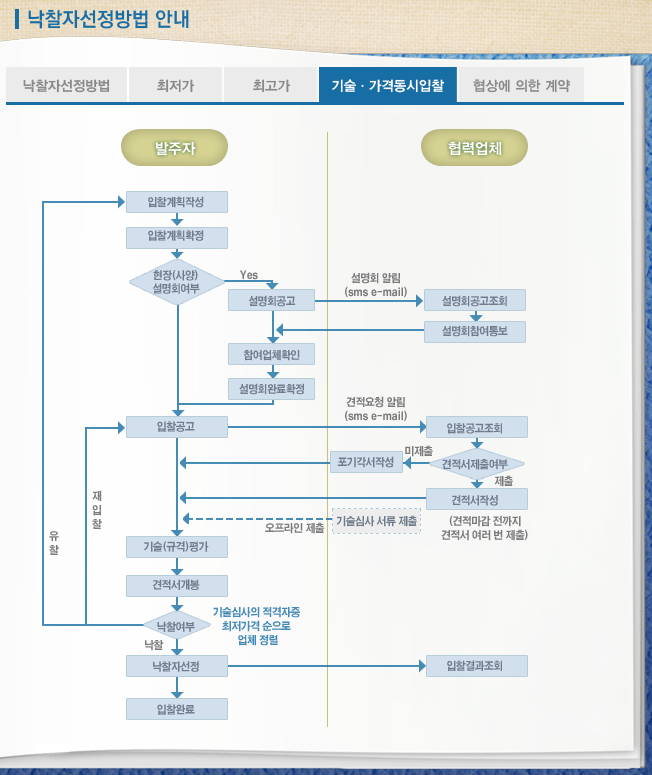 낙찰자선정방법 안내
낙찰자선정방법
최저가
최고가
기술 · 가격동시입찰
협상에 의한 계약
발주자
협력업체
입찰계획작성
입찰계획확정
현장(사양)
설명회여부
Yes
설명회공고
설명회 알림
(sms e-mail)
설명회공고조회
설명회참여통보
참여업체확인
설명회완료확정
입찰공고
견적요청 알림
(sms e-mail)
입찰공고조회
포기각서작성
미제출
견적서제출여부
제출
견적서작성
(견적마감 전까지
견적서 여러 번 제출)
기술심사 서류 제출
오프라인 제출
유
찰
재
입
찰
기술(규격)평가
견적서개봉
낙찰여부
기술심사의 적격자중
최저가격 순으로
업체 정렬
낙찰
낙찰자선정
입찰결과조회
입찰완료